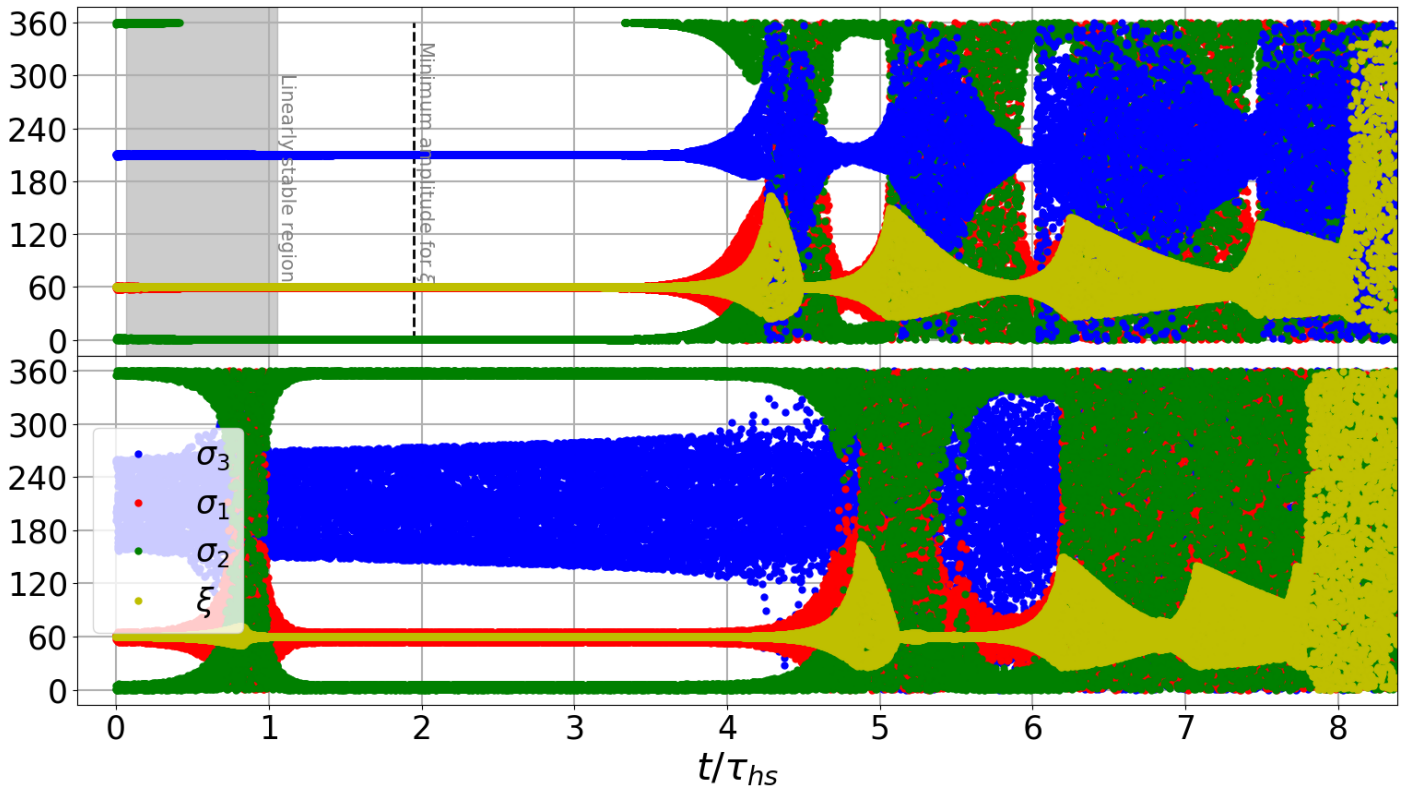 360
300
240
180
120
60
0
Linearly stable region
Minimum amplitude for ξ
360
300
240
180
120
60
0
σ₃
σ₁
σ₂
ξ
0 1 2 3 4 5 6 7 8
t/τₕₛ